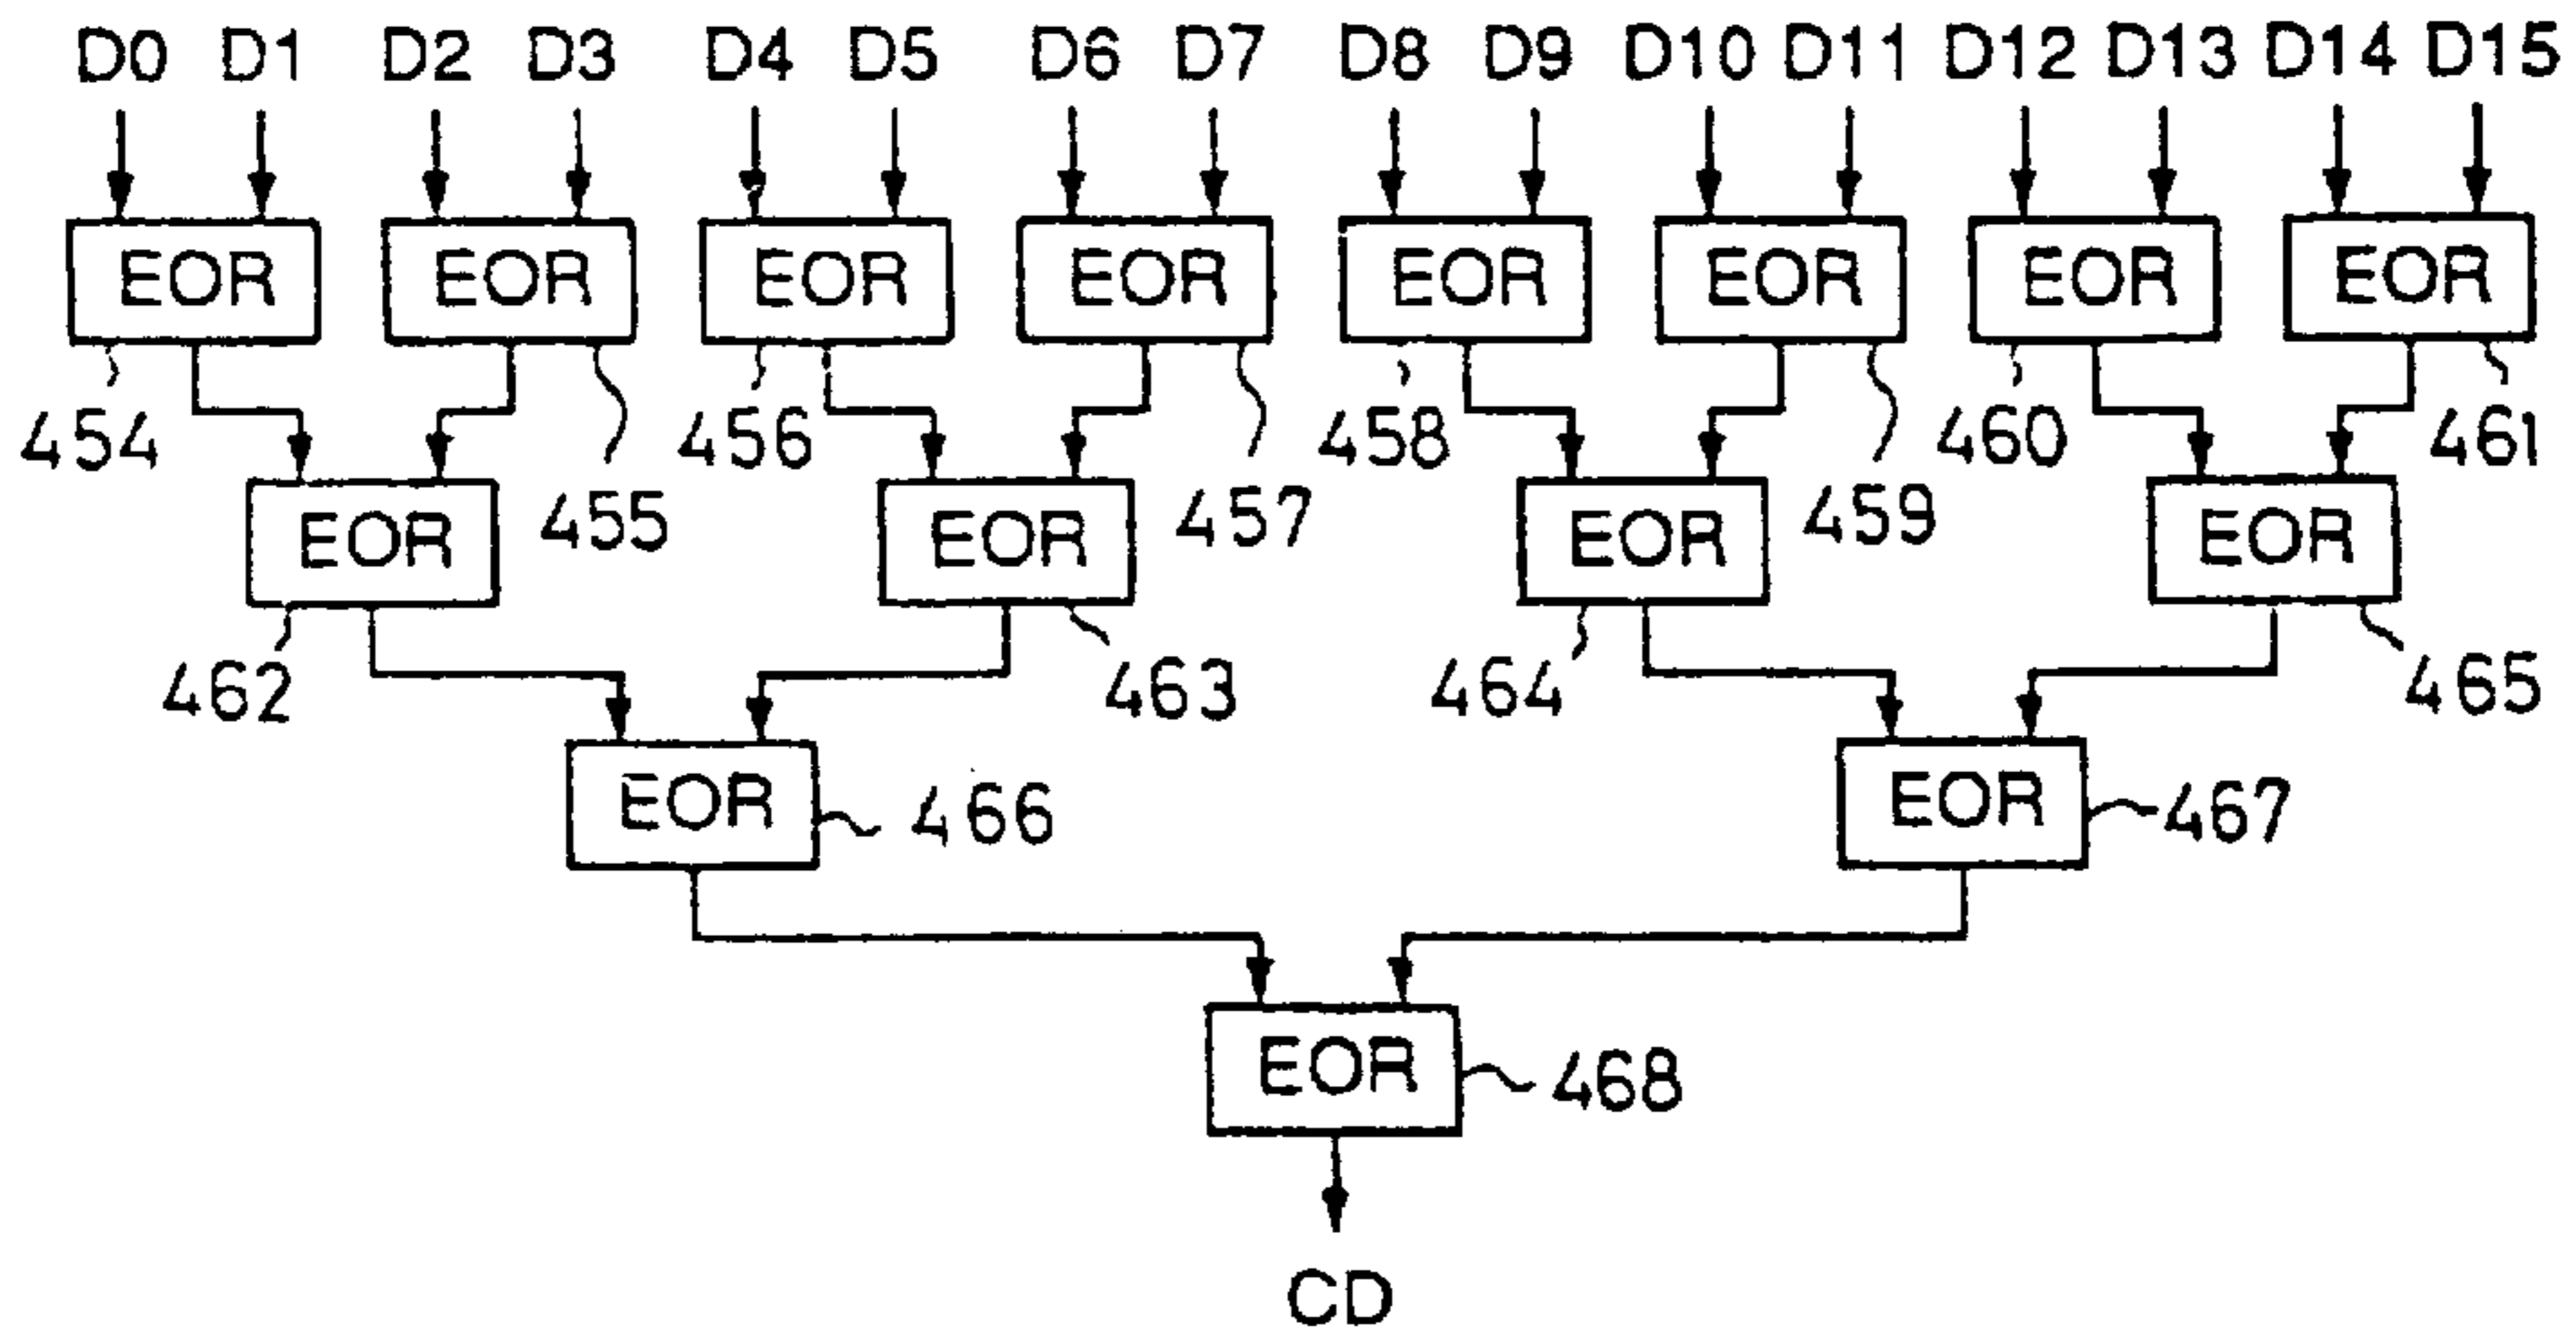 D0 D1 D2 D3 D4 D5 D6 D7 D8 D9 D10 D11 D12 D13 D14 D15
EOR EOR EOR EOR EOR EOR EOR EOR
454 456 458 460 461
455 457 459
EOR EOR EOR EOR
462 463 464 465
EOR 466 EOR 467
EOR 468
CD